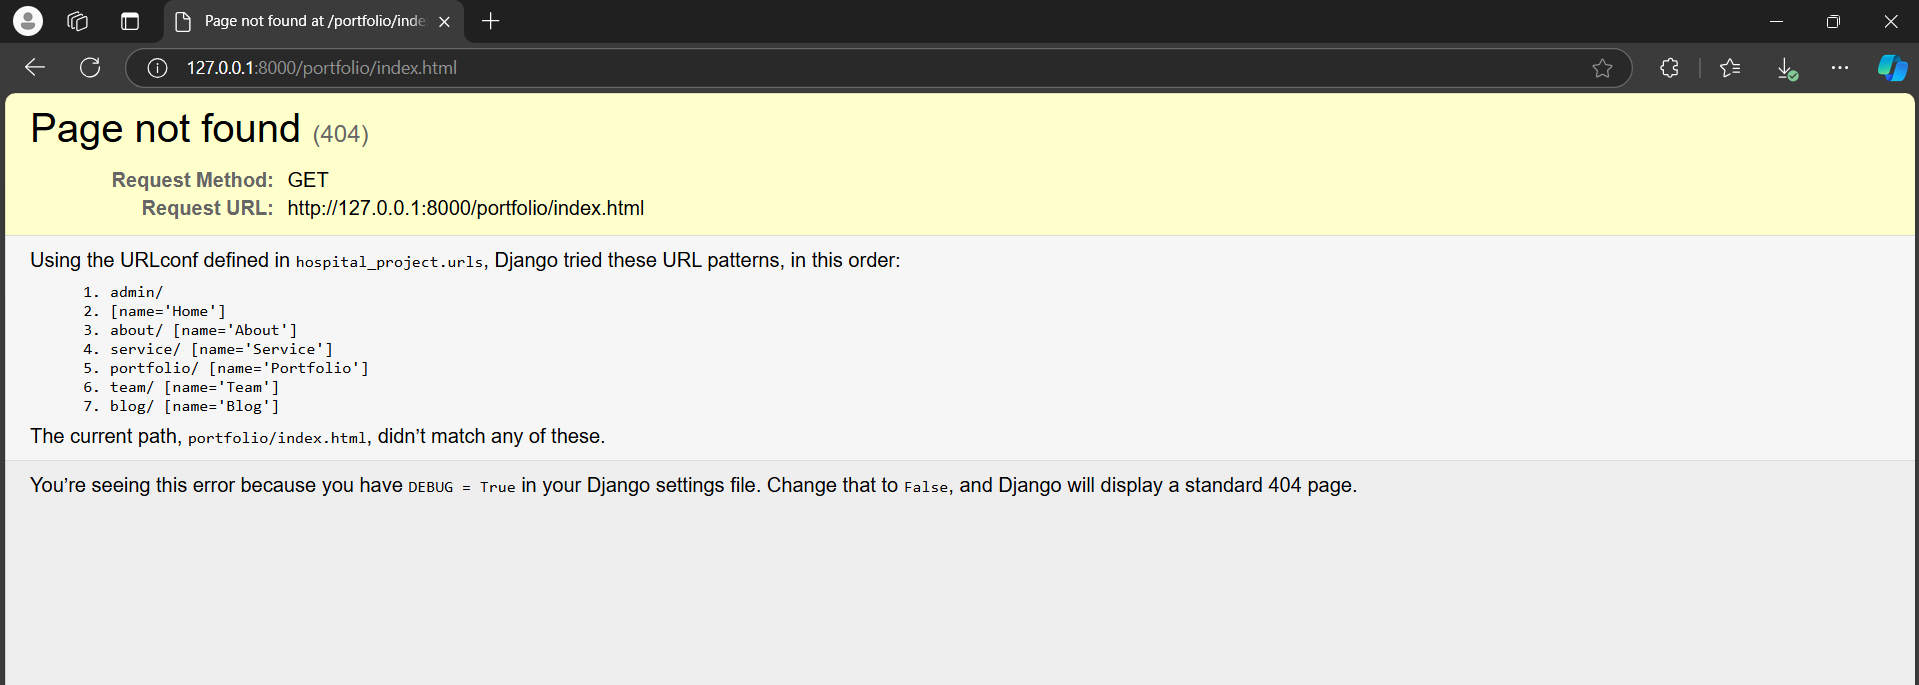 Page not found at /portfolio/inde
127.0.0.1:8000/portfolio/index.html
Page not found (404)
Request Method: GET
Request URL: http://127.0.0.1:8000/portfolio/index.html
Using the URLconf defined in hospital_project.urls, Django tried these URL patterns, in this order:
1. admin/
2. [name='Home']
3. about/ [name='About']
4. service/ [name='Service']
5. portfolio/ [name='Portfolio']
6. team/ [name='Team']
7. blog/ [name='Blog']
The current path, portfolio/index.html, didn’t match any of these.
You’re seeing this error because you have DEBUG = True in your Django settings file. Change that to False, and Django will display a standard 404 page.